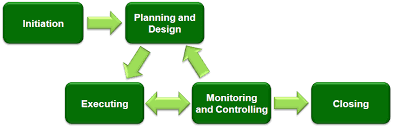 Initiation
Planning and
Design
Executing
Monitoring
and Controlling
Closing